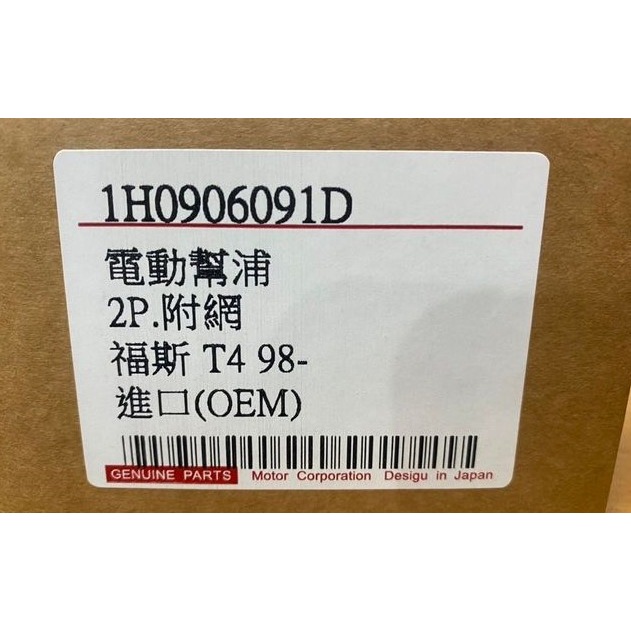 1H0906091D
電動幫浦
2P.附網
福斯 T4 98-
進口(OEM)
GENUINE PARTS Motor Corporation Desigu in Japan